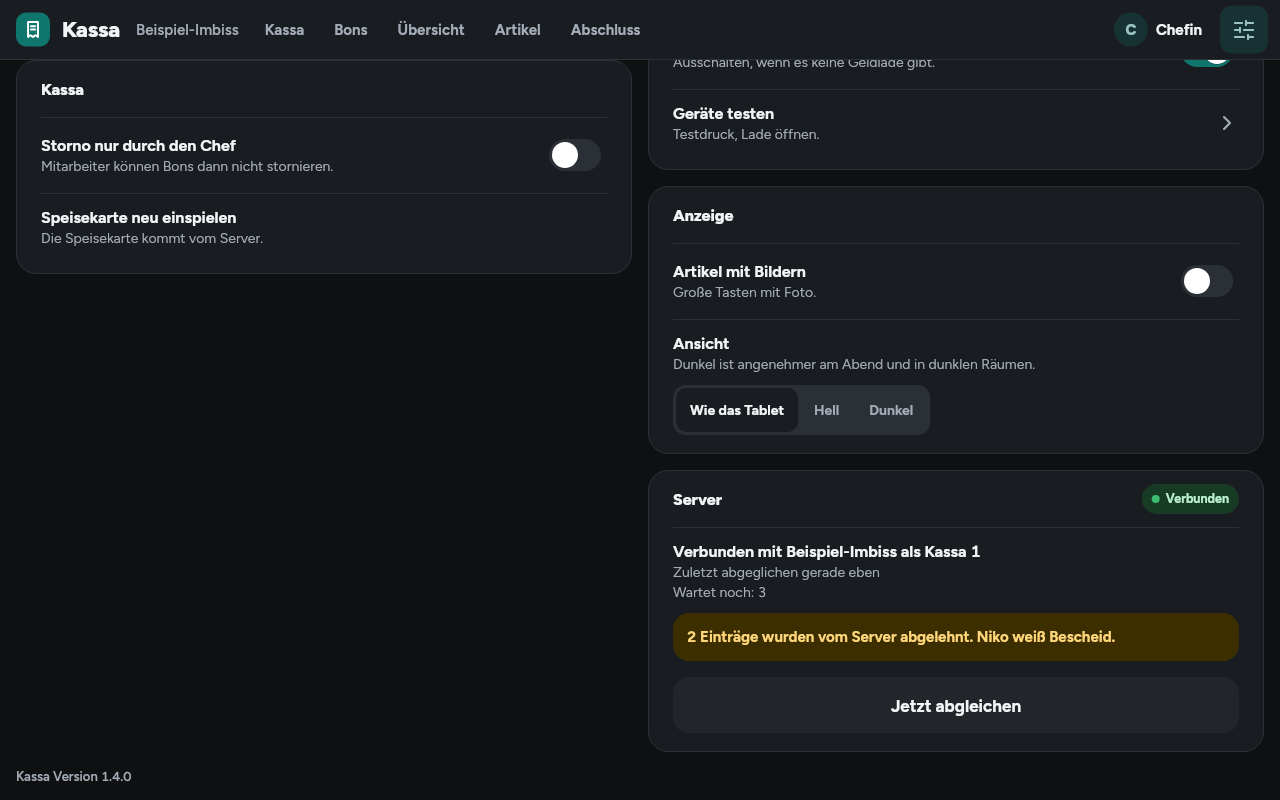 Kassa
Beispiel-Imbiss
Kassa
Bons
Übersicht
Artikel
Abschluss
C
Chefin
Kassa
Storno nur durch den Chef
Mitarbeiter können Bons dann nicht stornieren.
Speisekarte neu einspielen
Die Speisekarte kommt vom Server.
Ausschalten, wenn es keine Geldlade gibt.
Geräte testen
Testdruck, Lade öffnen.
Anzeige
Artikel mit Bildern
Große Tasten mit Foto.
Ansicht
Dunkel ist angenehmer am Abend und in dunklen Räumen.
Wie das Tablet
Hell
Dunkel
Server
Verbunden
Verbunden mit Beispiel-Imbiss als Kassa 1
Zuletzt abgeglichen gerade eben
Wartet noch: 3
2 Einträge wurden vom Server abgelehnt. Niko weiß Bescheid.
Jetzt abgleichen
Kassa Version 1.4.0